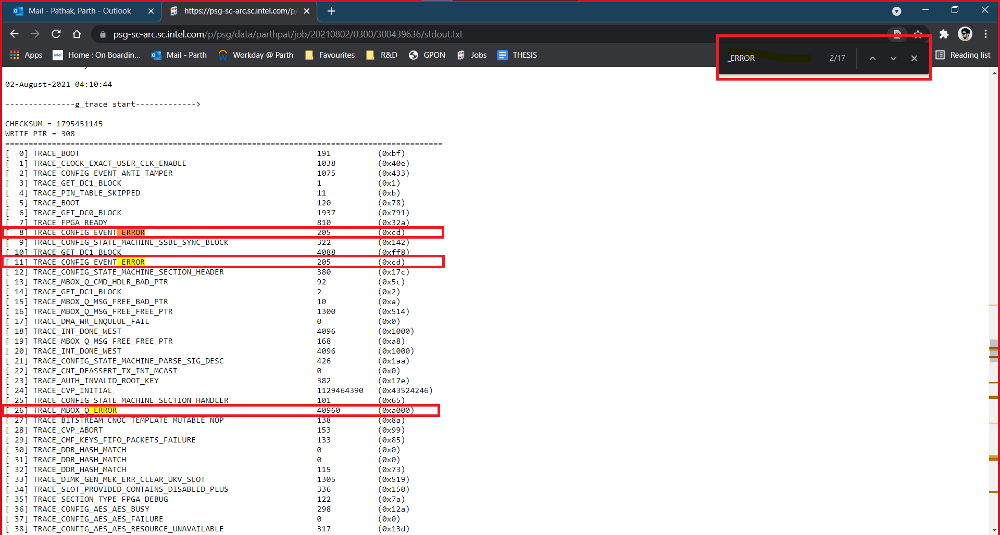 Mail - Pathak, Parth - Outlook
https://psg-sc-arc.sc.intel.com/p/
psg-sc-arc.sc.intel.com/p/psg/data/parthpat/job/20210802/0300/300439636/stdout.txt
Apps intel Home : On Boardin... Mail - Parth Workday @ Parth Favourites R&D GPON Jobs THESIS Reading list
_ERROR 2/17
02-August-2021 04:10:44
---------------g_trace start------------->
CHECKSUM = 1795451145
WRITE PTR = 308
==============================================================================================
[ 0] TRACE_BOOT 191 (0xbf)
[ 1] TRACE_CLOCK_EXACT_USER_CLK_ENABLE 1038 (0x40e)
[ 2] TRACE_CONFIG_EVENT_ANTI_TAMPER 1075 (0x433)
[ 3] TRACE_GET_DC1_BLOCK 1 (0x1)
[ 4] TRACE_PIN_TABLE_SKIPPED 11 (0xb)
[ 5] TRACE_BOOT 120 (0x78)
[ 6] TRACE_GET_DC0_BLOCK 1937 (0x791)
[ 7] TRACE_FPGA_READY 810 (0x32a)
[ 8] TRACE_CONFIG_EVENT_ERROR 205 (0xcd)
[ 9] TRACE_CONFIG_STATE_MACHINE_SSBL_SYNC_BLOCK 322 (0x142)
[ 10] TRACE_GET_DC1_BLOCK 4088 (0xff8)
[ 11] TRACE_CONFIG_EVENT_ERROR 205 (0xcd)
[ 12] TRACE_CONFIG_STATE_MACHINE_SECTION_HEADER 380 (0x17c)
[ 13] TRACE_MBOX_Q_CMD_HDLR_BAD_PTR 92 (0x5c)
[ 14] TRACE_GET_DC1_BLOCK 2 (0x2)
[ 15] TRACE_MBOX_Q_MSG_FREE_BAD_PTR 10 (0xa)
[ 16] TRACE_MBOX_Q_MSG_FREE_FREE_PTR 1300 (0x514)
[ 17] TRACE_DMA_WR_ENQUEUE_FAIL 0 (0x0)
[ 18] TRACE_INT_DONE_WEST 4096 (0x1000)
[ 19] TRACE_MBOX_Q_MSG_FREE_FREE_PTR 168 (0xa8)
[ 20] TRACE_INT_DONE_WEST 4096 (0x1000)
[ 21] TRACE_CONFIG_STATE_MACHINE_PARSE_SIG_DESC 426 (0x1aa)
[ 22] TRACE_CNT_DEASSERT_TX_INT_MCAST 0 (0x0)
[ 23] TRACE_AUTH_INVALID_ROOT_KEY 382 (0x17e)
[ 24] TRACE_CVP_INITIAL 1129464390 (0x43524246)
[ 25] TRACE_CONFIG_STATE_MACHINE_SECTION_HANDLER 101 (0x65)
[ 26] TRACE_MBOX_Q_ERROR 40960 (0xa000)
[ 27] TRACE_BITSTREAM_CNOC_TEMPLATE_MUTABLE_NOP 138 (0x8a)
[ 28] TRACE_CVP_ABORT 153 (0x99)
[ 29] TRACE_CMF_KEYS_FIFO_PACKETS_FAILURE 133 (0x85)
[ 30] TRACE_DDR_HASH_MATCH 0 (0x0)
[ 31] TRACE_DDR_HASH_MATCH 0 (0x0)
[ 32] TRACE_DDR_HASH_MATCH 115 (0x73)
[ 33] TRACE_DIMK_GEN_MEK_ERR_CLEAR_UKV_SLOT 1305 (0x519)
[ 34] TRACE_SLOT_PROVIDED_CONTAINS_DISABLED_PLUS 336 (0x150)
[ 35] TRACE_SECTION_TYPE_FPGA_DEBUG 122 (0x7a)
[ 36] TRACE_CONFIG_AES_AES_BUSY 298 (0x12a)
[ 37] TRACE_CONFIG_AES_AES_FAILURE 0 (0x0)
[ 38] TRACE_CONFIG_AES_AES_RESOURCE_UNAVAILABLE 317 (0x13d)